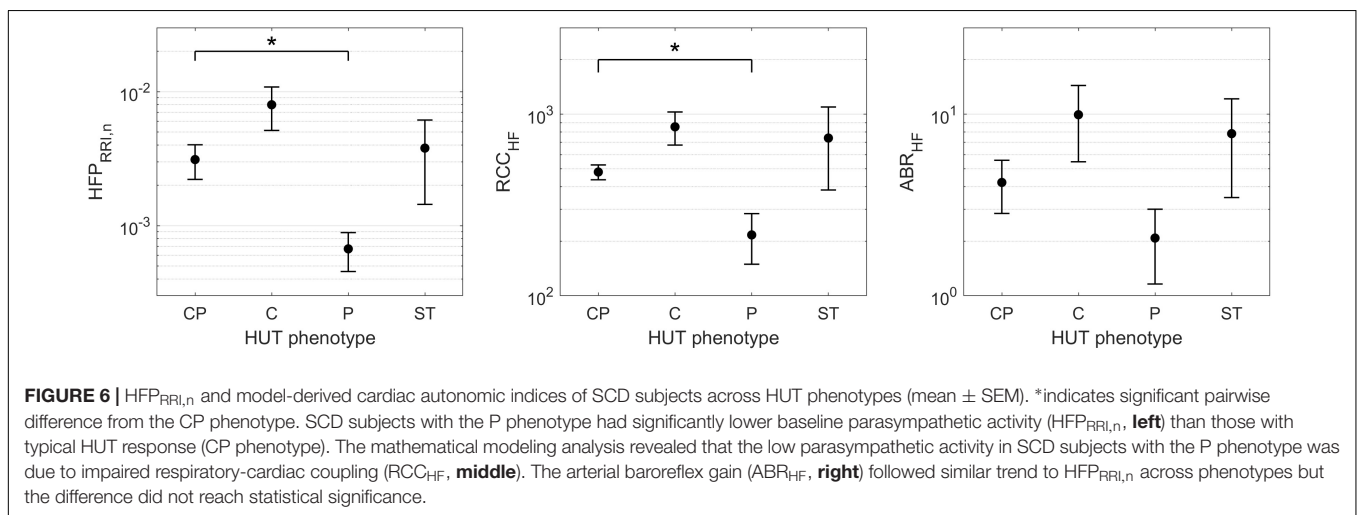 *
10^-2
10^-3
HFP_RRI,n
CP C P ST
HUT phenotype
*
10^3
10^2
RCC_HF
CP C P ST
HUT phenotype
10^1
10^0
ABR_HF
CP C P ST
HUT phenotype
FIGURE 6 | HFP_RRI,n and model-derived cardiac autonomic indices of SCD subjects across HUT phenotypes (mean ± SEM). *indicates significant pairwise
difference from the CP phenotype. SCD subjects with the P phenotype had significantly lower baseline parasympathetic activity (HFP_RRI,n, left) than those with
typical HUT response (CP phenotype). The mathematical modeling analysis revealed that the low parasympathetic activity in SCD subjects with the P phenotype was
due to impaired respiratory-cardiac coupling (RCC_HF, middle). The arterial baroreflex gain (ABR_HF, right) followed similar trend to HFP_RRI,n across phenotypes but
the difference did not reach statistical significance.